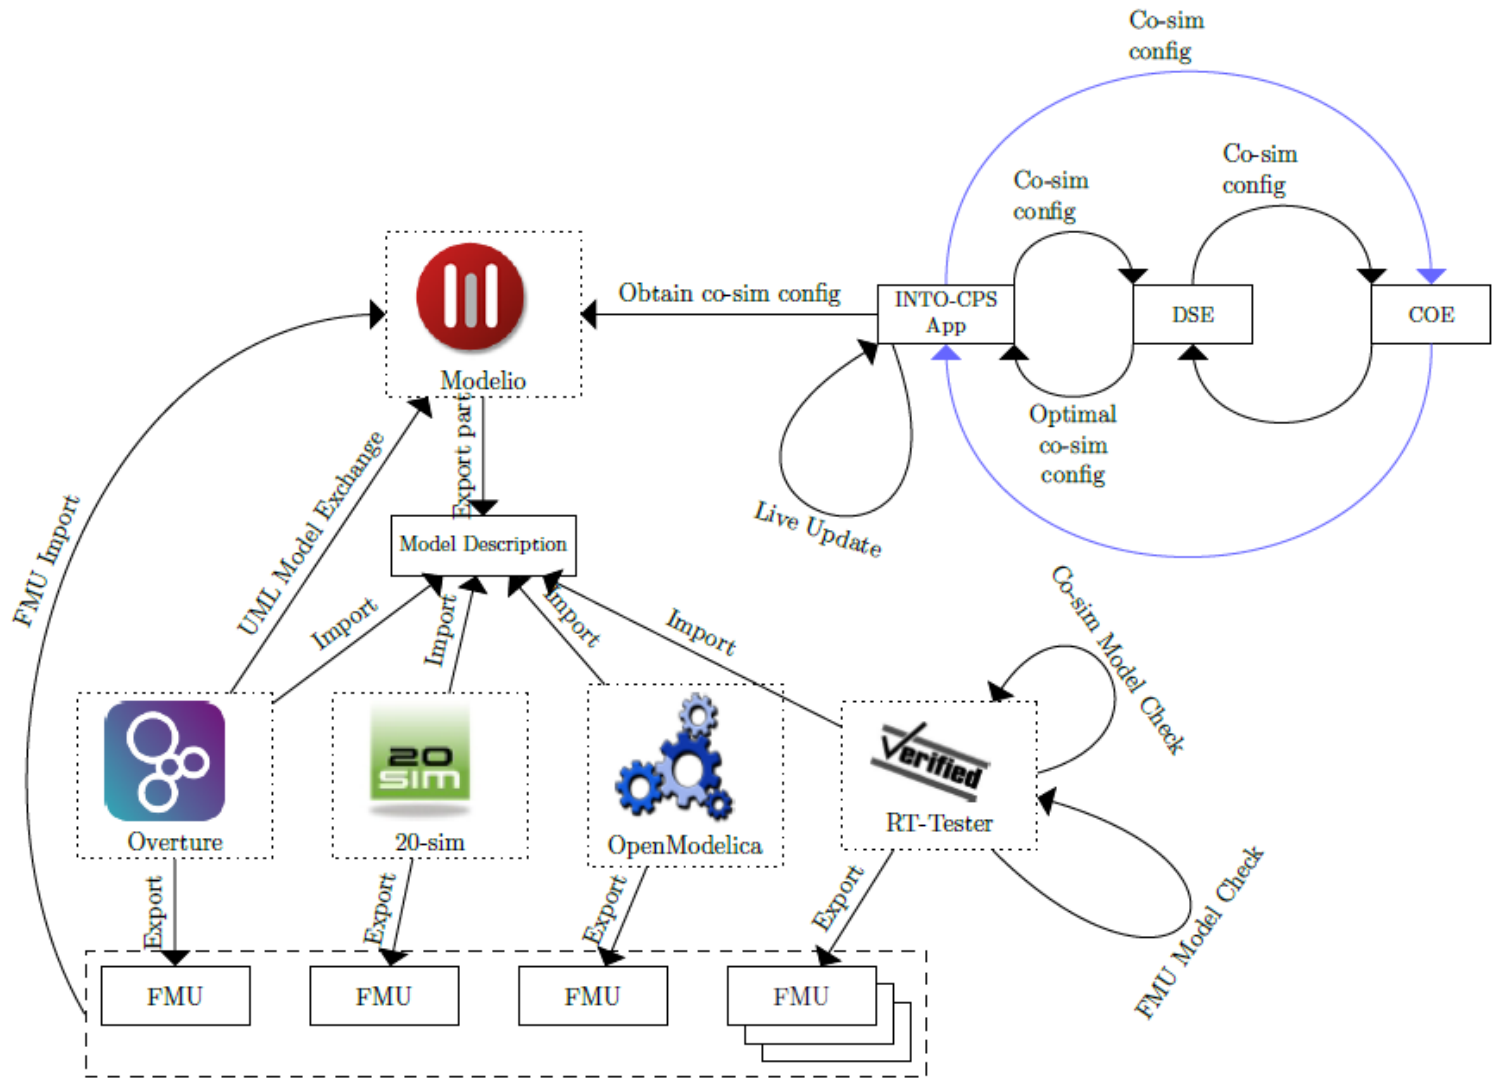 Co-sim
config
Co-sim
config
Co-sim
config
Obtain co-sim config
INTO-CPS
App
DSE
COE
Modelio
Export part
Optimal
co-sim
config
Live Update
UML Model Exchange
FMU Import
Model Description
Import
Import
Import
Import
Co-sim Model Check
20
sim
Verified
Overture
20-sim
OpenModelica
RT-Tester
Export
Export
Export
Export
FMU Model Check
FMU
FMU
FMU
FMU